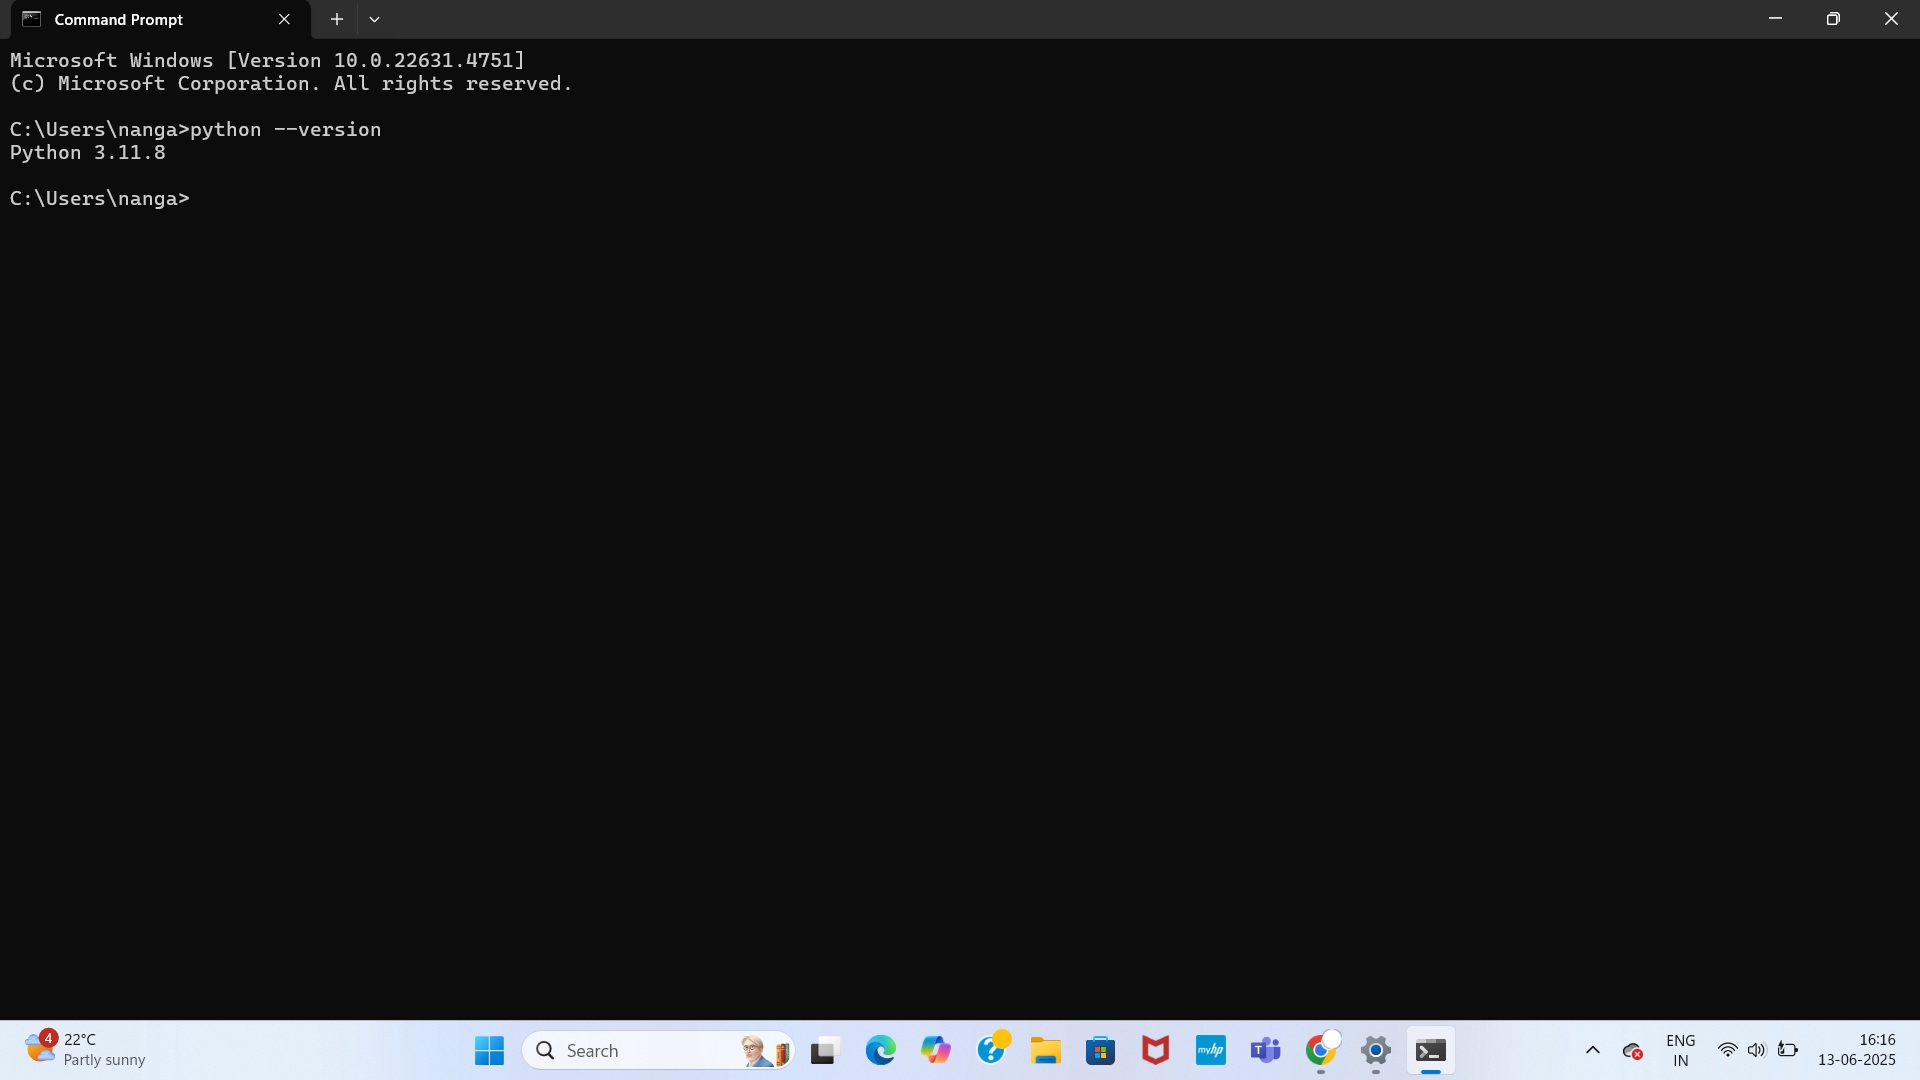 Command Prompt
Microsoft Windows [Version 10.0.22631.4751]
(c) Microsoft Corporation. All rights reserved.
C:\Users\nanga>python --version
Python 3.11.8
C:\Users\nanga>
4
22°C
Partly sunny
Search
myhp
T
ENG
IN
16:16
13-06-2025